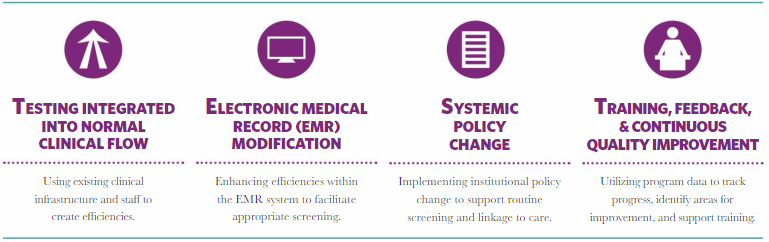 TESTING INTEGRATED
INTO NORMAL
CLINICAL FLOW
Using existing clinical
infrastructure and staff to
create efficiencies.
ELECTRONIC MEDICAL
RECORD (EMR)
MODIFICATION
Enhancing efficiencies within
the EMR system to facilitate
appropriate screening.
SYSTEMIC
POLICY
CHANGE
Implementing institutional policy
change to support routine
screening and linkage to care.
TRAINING, FEEDBACK,
& CONTINUOUS
QUALITY IMPROVEMENT
Utilizing program data to track
progress, identify areas for
improvement, and support training.